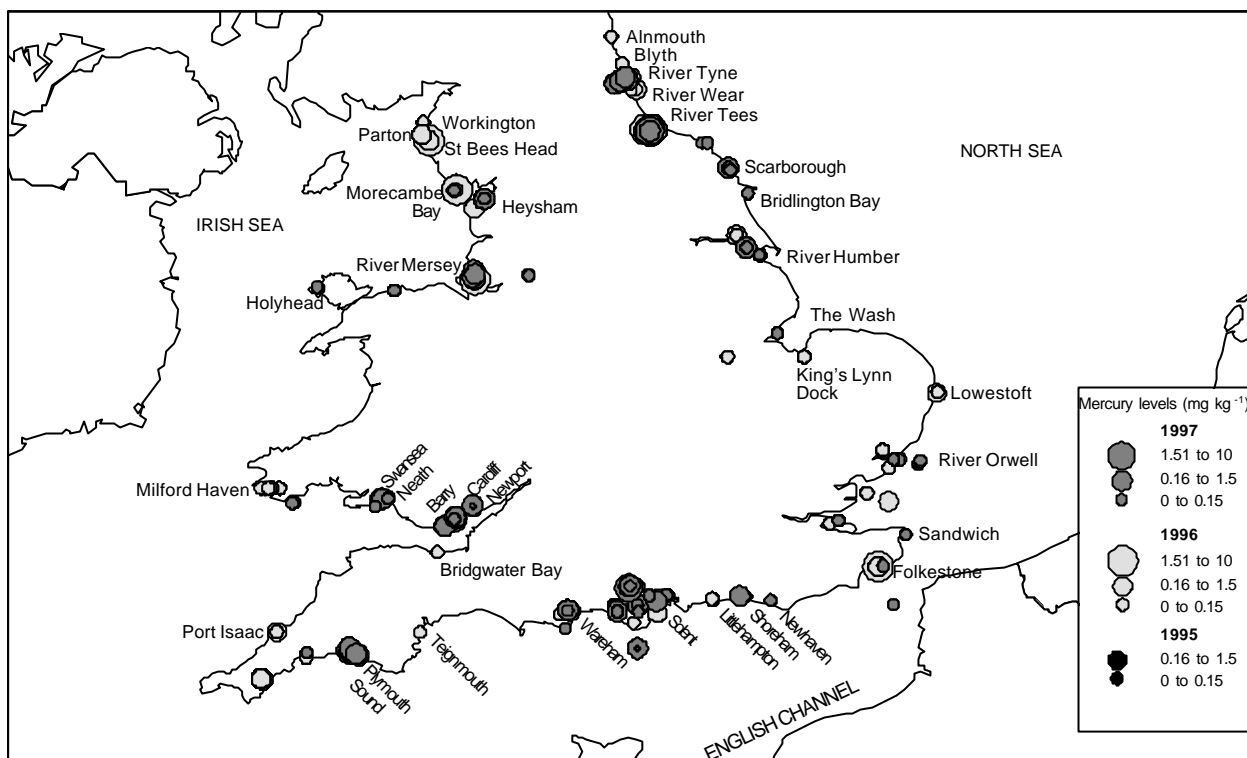 Alnmouth
Blyth
River Tyne
River Wear
River Tees
Workington
Parton
St Bees Head
NORTH SEA
Scarborough
Morecambe
Bay
Heysham
Bridlington Bay
IRISH SEA
River Humber
River Mersey
Holyhead
The Wash
King's Lynn
Dock
Lowestoft
River Orwell
Milford Haven
Swansea
Neath
Barry
Cardiff
Newport
Sandwich
Bridgwater Bay
Folkestone
Port Isaac
Plymouth
Sound
Teignmouth
Wareham
Solent
Littlehampton
Shoreham
Newhaven
ENGLISH CHANNEL
Mercury levels (mg kg -1)
1997
1.51 to 10
0.16 to 1.5
0 to 0.15
1996
1.51 to 10
0.16 to 1.5
0 to 0.15
1995
0.16 to 1.5
0 to 0.15